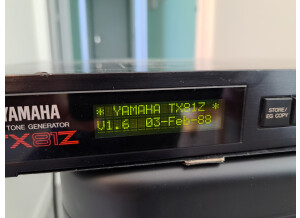 YAMAHA
TONE GENERATOR
TX81Z
* YAMAHA TX81Z *
V1.6 03-Feb-88
STORE/
EG COPY